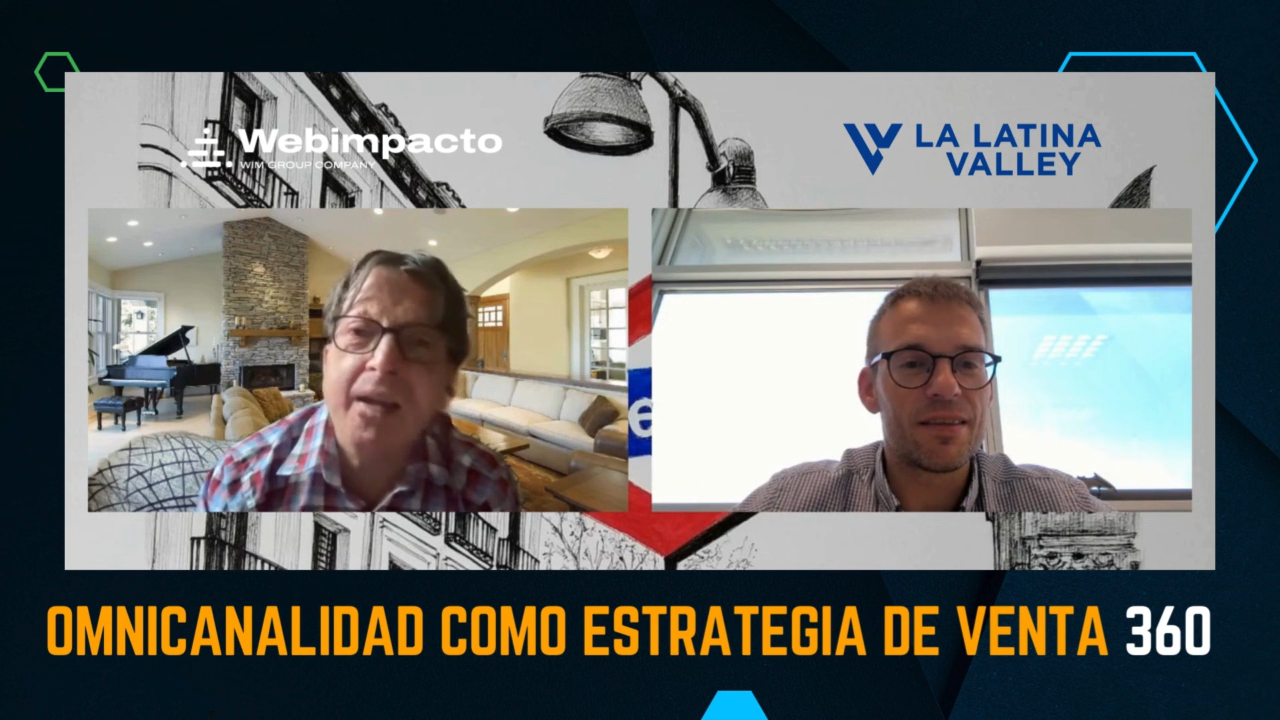 Webimpacto
WIM GROUP COMPANY
LA LATINA
VALLEY
e
OMNICANALIDAD COMO ESTRATEGIA DE VENTA 360